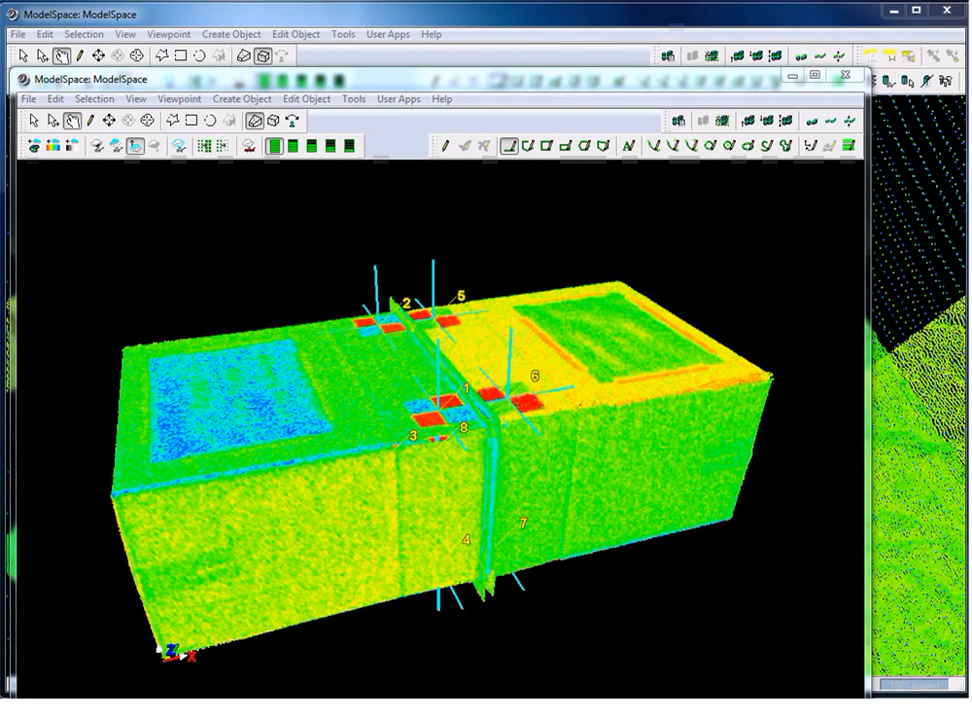 ModelSpace: ModelSpace
File Edit Selection View Viewpoint Create Object Edit Object Tools User Apps Help
ModelSpace: ModelSpace
File Edit Selection View Viewpoint Create Object Edit Object Tools User Apps Help
2 5
6
1
3 8
4 7
Z
X